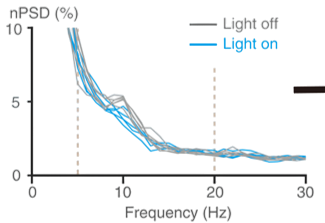 nPSD (%)
10
Light off
Light on
5
0
0 10 20 30
Frequency (Hz)